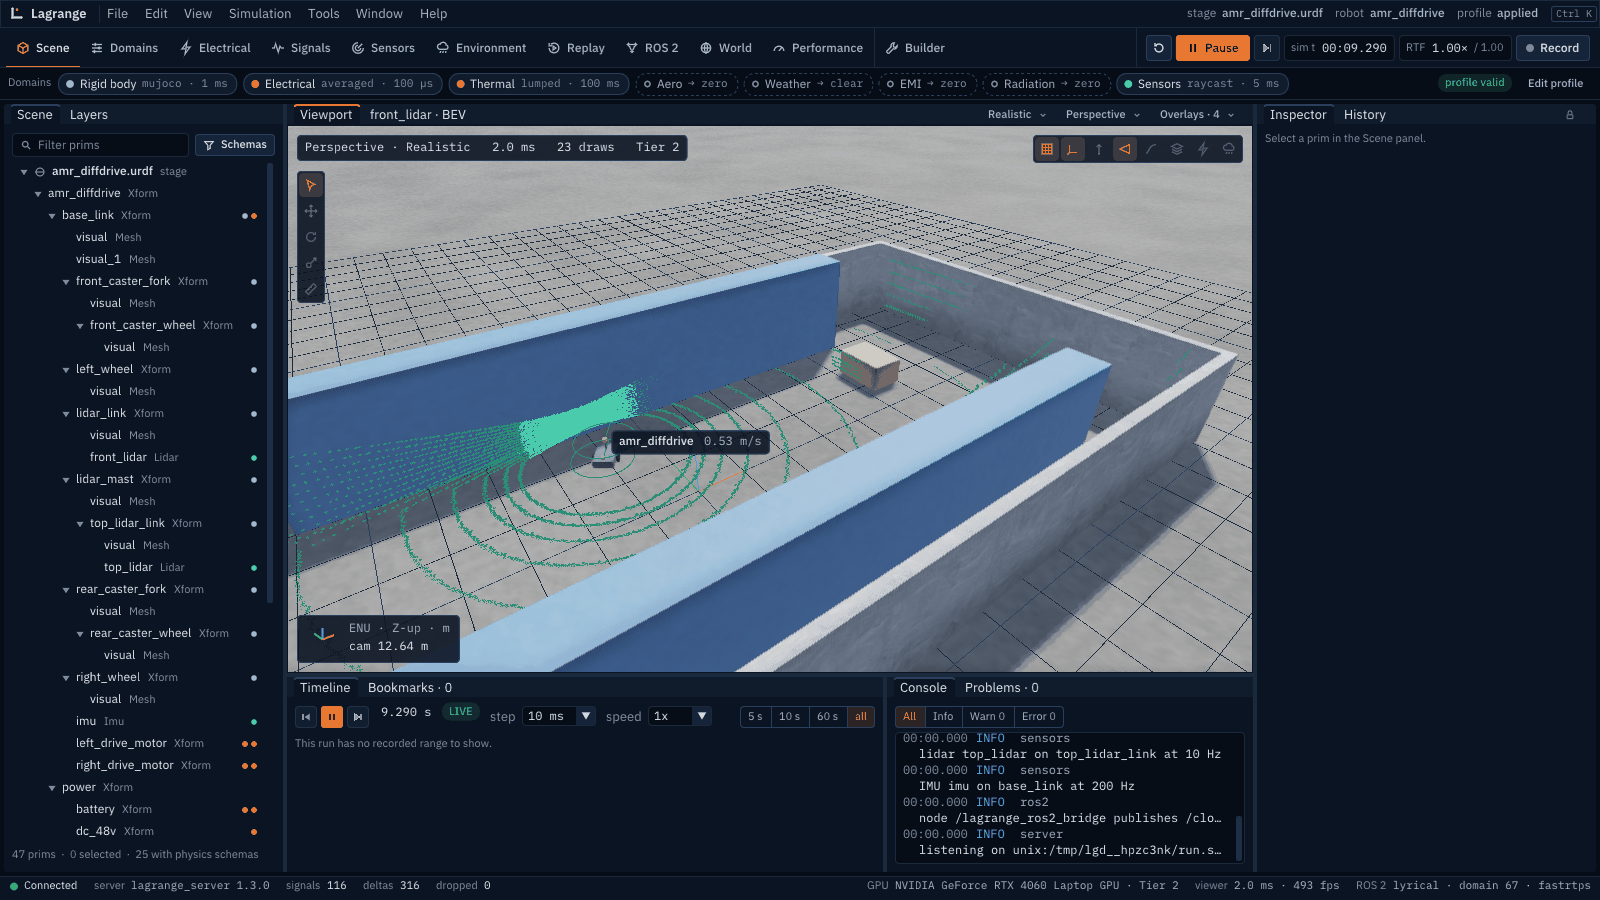 Lagrange File Edit View Simulation Tools Window Help stage amr_diffdrive.urdf robot amr_diffdrive profile applied Ctrl K
Scene Domains Electrical Signals Sensors Environment Replay ROS 2 World Performance Builder Pause sim t 00:09.290 RTF 1.00× / 1.00 Record
Domains Rigid body mujoco · 1 ms Electrical averaged · 100 µs Thermal lumped · 100 ms Aero → zero Weather → clear EMI → zero Radiation → zero Sensors raycast · 5 ms profile valid Edit profile
Scene Layers
Filter prims Schemas
amr_diffdrive.urdf stage
amr_diffdrive Xform
base_link Xform
visual Mesh
visual_1 Mesh
front_caster_fork Xform
visual Mesh
front_caster_wheel Xform
visual Mesh
left_wheel Xform
visual Mesh
lidar_link Xform
visual Mesh
front_lidar Lidar
lidar_mast Xform
visual Mesh
top_lidar_link Xform
visual Mesh
top_lidar Lidar
rear_caster_fork Xform
visual Mesh
rear_caster_wheel Xform
visual Mesh
right_wheel Xform
visual Mesh
imu Imu
left_drive_motor Xform
right_drive_motor Xform
power Xform
battery Xform
dc_48v Xform
47 prims · 0 selected · 25 with physics schemas
Viewport front_lidar · BEV Realistic Perspective Overlays · 4
Perspective · Realistic 2.0 ms 23 draws Tier 2
amr_diffdrive 0.53 m/s
ENU · Z-up · m
cam 12.64 m
Timeline Bookmarks · 0
9.290 s LIVE step 10 ms speed 1x 5 s 10 s 60 s all
This run has no recorded range to show.
Console Problems · 0
All Info Warn 0 Error 0
00:00.000 INFO sensors
lidar top_lidar on top_lidar_link at 10 Hz
00:00.000 INFO sensors
IMU imu on base_link at 200 Hz
00:00.000 INFO ros2
node /lagrange_ros2_bridge publishes /clo…
00:00.000 INFO server
listening on unix:/tmp/lgd__hpzc3nk/run.s…
Inspector History
Select a prim in the Scene panel.
Connected server lagrange_server 1.3.0 signals 116 deltas 316 dropped 0 GPU NVIDIA GeForce RTX 4060 Laptop GPU · Tier 2 viewer 2.0 ms · 493 fps ROS 2 lyrical · domain 67 · fastrtps